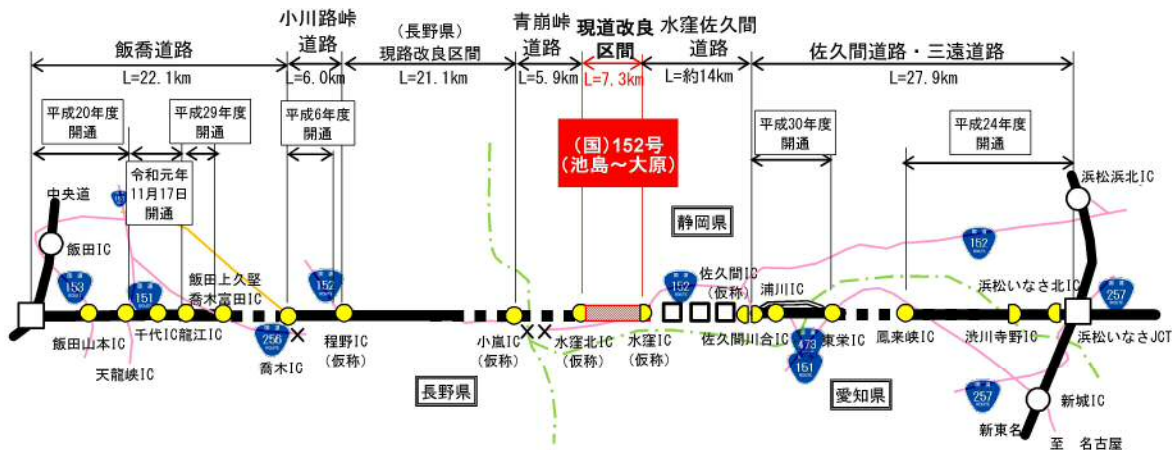 飯喬道路
L=22.1km
小川路峠
道路
L=6.0km
(長野県)
現路改良区間
L=21.1km
青崩峠
道路
L=5.9km
現道改良
区間
L=7.3km
水窪佐久間
道路
L=約14km
佐久間道路・三遠道路
L=27.9km
平成20年度
開通
平成29年度
開通
平成6年度
開通
平成30年度
開通
平成24年度
開通
令和元年
11月17日
開通
(国)152号
(池島～大原)
中央道
飯田IC
151
153
151
256
152
152
152
473
151
257
257
静岡県
長野県
愛知県
飯田山本IC
天龍峡IC
千代IC
龍江IC
飯田上久堅
喬木富田IC
喬木IC
程野IC
(仮称)
小嵐IC
(仮称)
水窪北IC
(仮称)
水窪IC
(仮称)
佐久間IC
(仮称)
佐久間川合IC
浦川IC
東栄IC
鳳来峡IC
渋川寺野IC
浜松いなさ北IC
浜松いなさJCT
浜松浜北IC
新城IC
新東名
至 名古屋